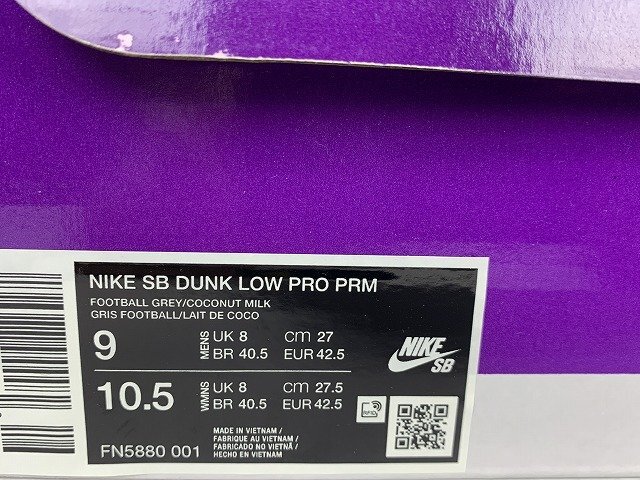 NIKE SB DUNK LOW PRO PRM
FOOTBALL GREY/COCONUT MILK
GRIS FOOTBALL/LAIT DE COCO
9 MENS UK 8 CM 27
BR 40.5 EUR 42.5
10.5 WMNS UK 8 CM 27.5
BR 40.5 EUR 42.5
NIKE
SB
RFID
FN5880 001
MADE IN VIETNAM /
FABRIQUE AU VIETNAM /
FABRICADO NO VIETNÃ /
HECHO EN VIETNAM